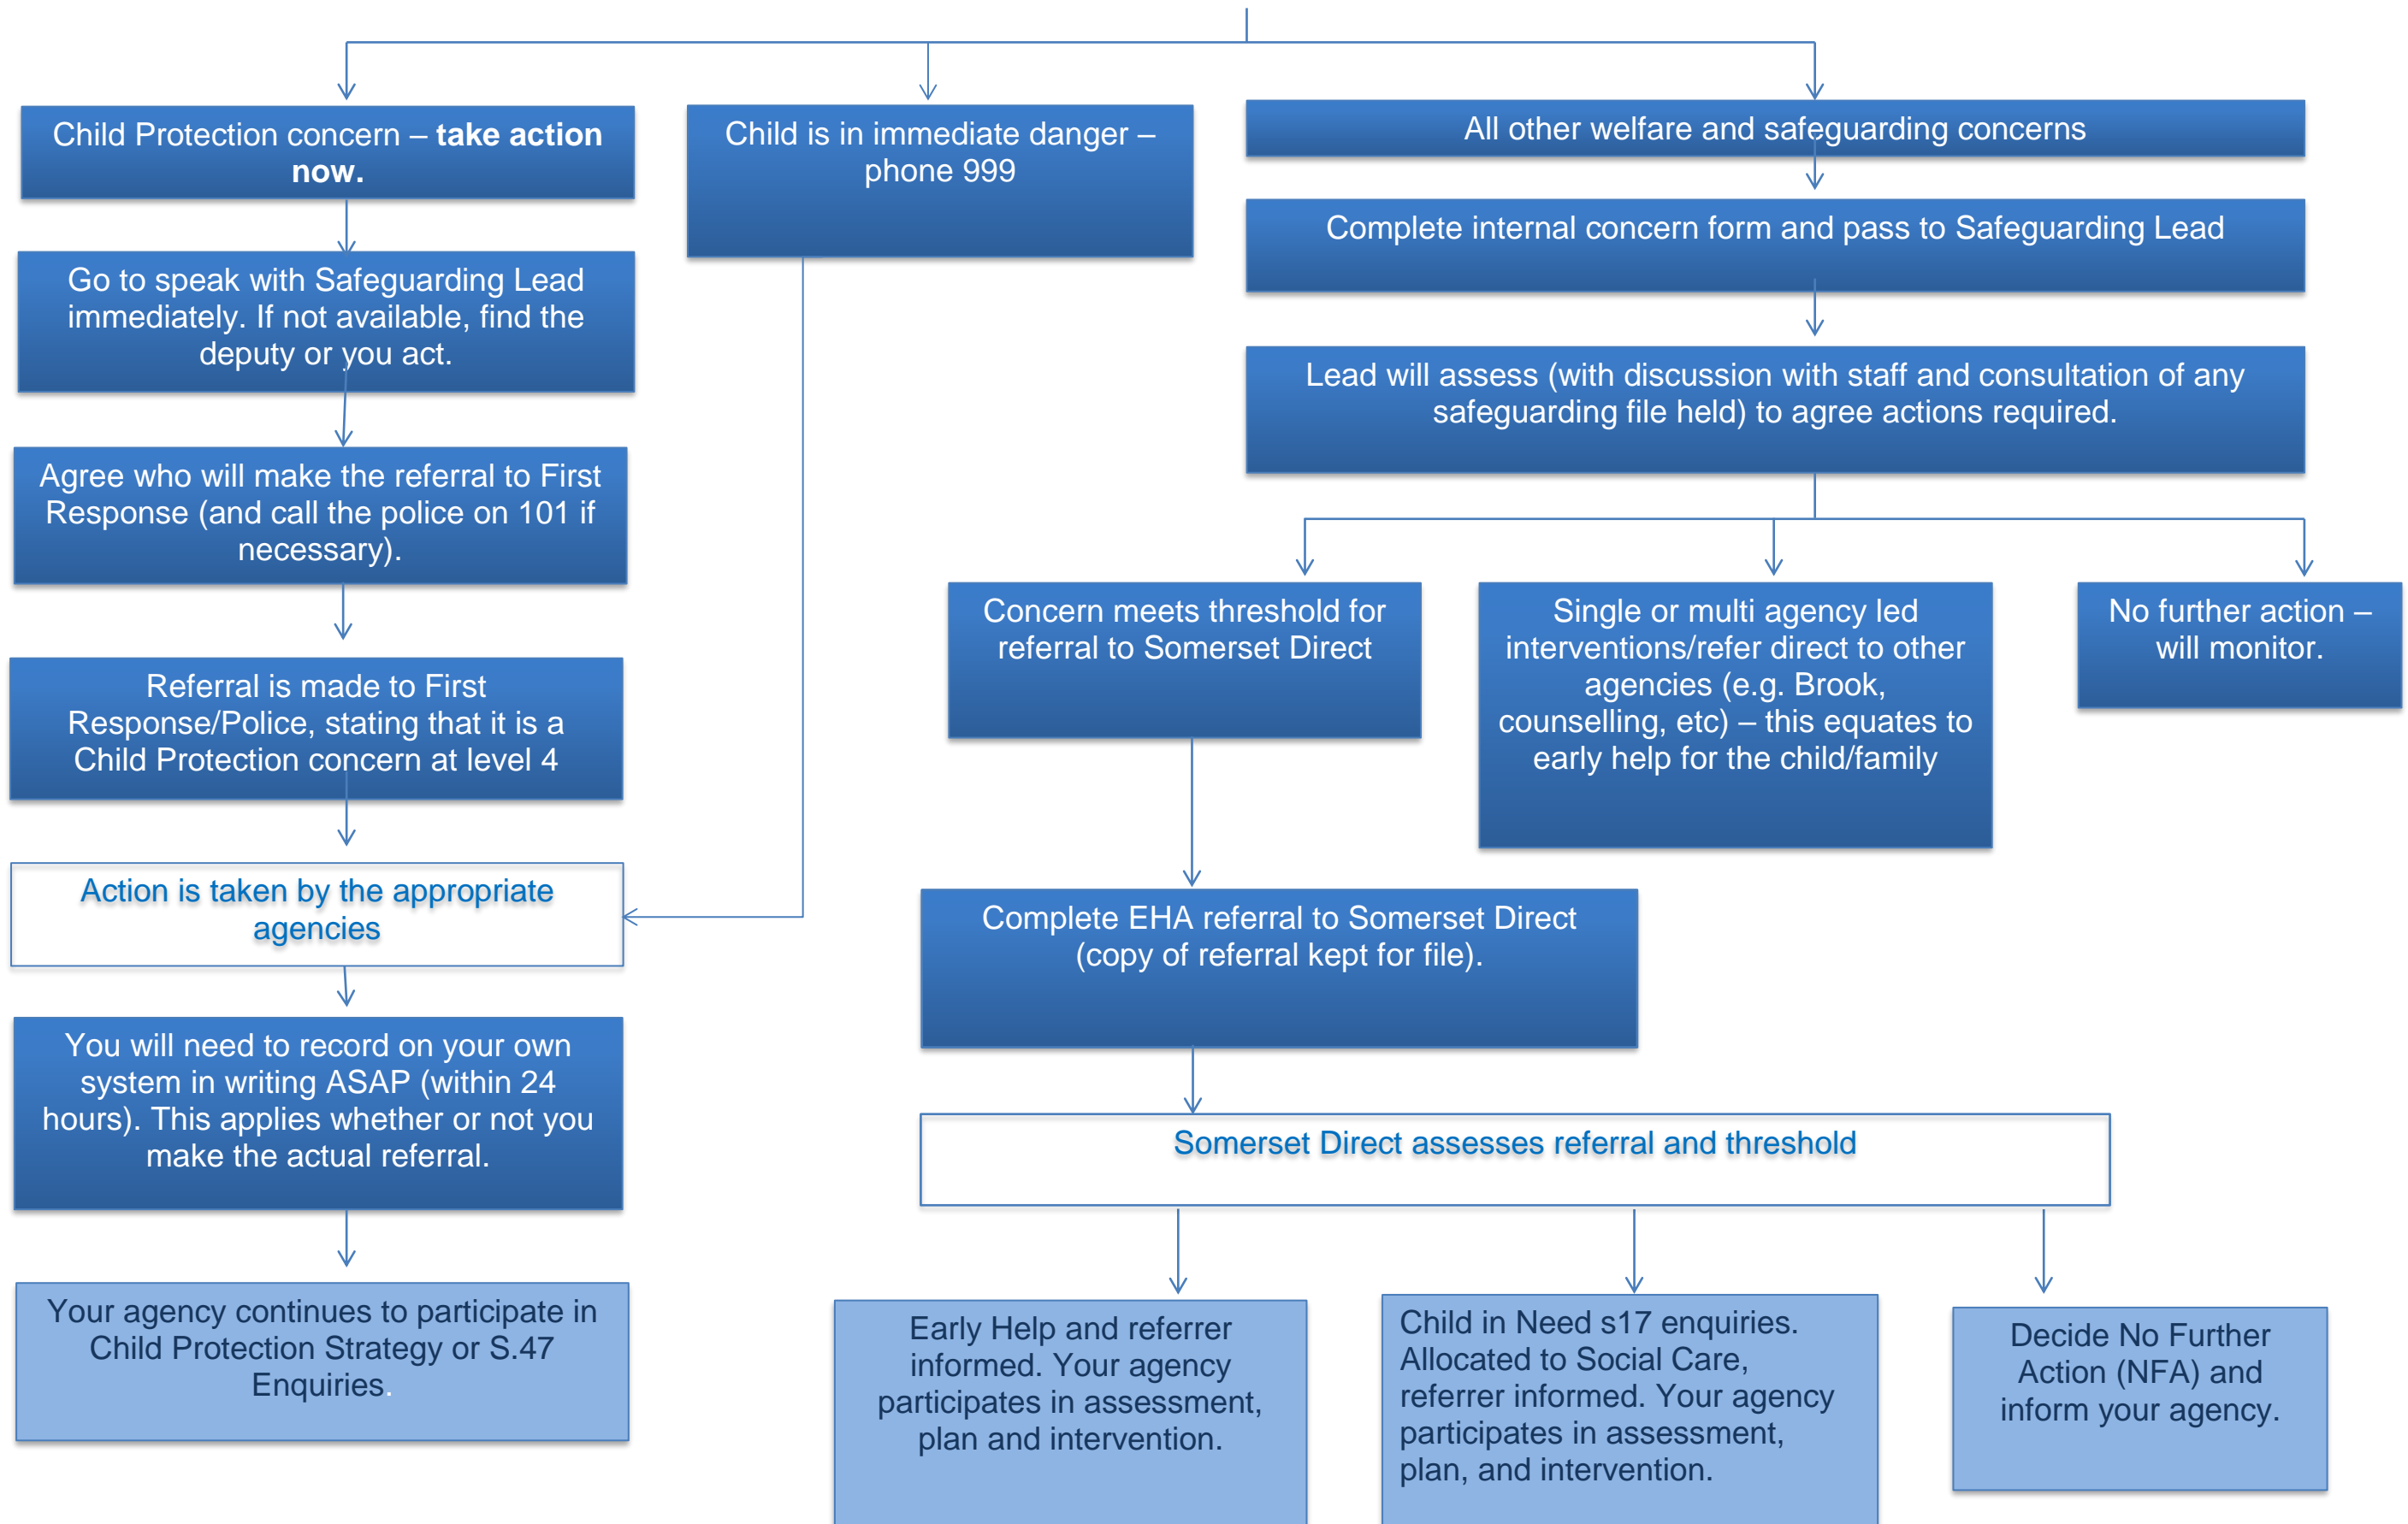 Child Protection concern – take action
now.
Go to speak with Safeguarding Lead
immediately. If not available, find the
deputy or you act.
Agree who will make the referral to First
Response (and call the police on 101 if
necessary).
Referral is made to First
Response/Police, stating that it is a
Child Protection concern at level 4
Action is taken by the appropriate
agencies
You will need to record on your own
system in writing ASAP (within 24
hours). This applies whether or not you
make the actual referral.
Your agency continues to participate in
Child Protection Strategy or S.47
Enquiries.
Child is in immediate danger –
phone 999
All other welfare and safeguarding concerns
Complete internal concern form and pass to Safeguarding Lead
Lead will assess (with discussion with staff and consultation of any
safeguarding file held) to agree actions required.
Concern meets threshold for
referral to Somerset Direct
Single or multi agency led
interventions/refer direct to other
agencies (e.g. Brook,
counselling, etc) – this equates to
early help for the child/family
No further action –
will monitor.
Complete EHA referral to Somerset Direct
(copy of referral kept for file).
Somerset Direct assesses referral and threshold
Early Help and referrer
informed. Your agency
participates in assessment,
plan and intervention.
Child in Need s17 enquiries.
Allocated to Social Care,
referrer informed. Your agency
participates in assessment,
plan, and intervention.
Decide No Further
Action (NFA) and
inform your agency.